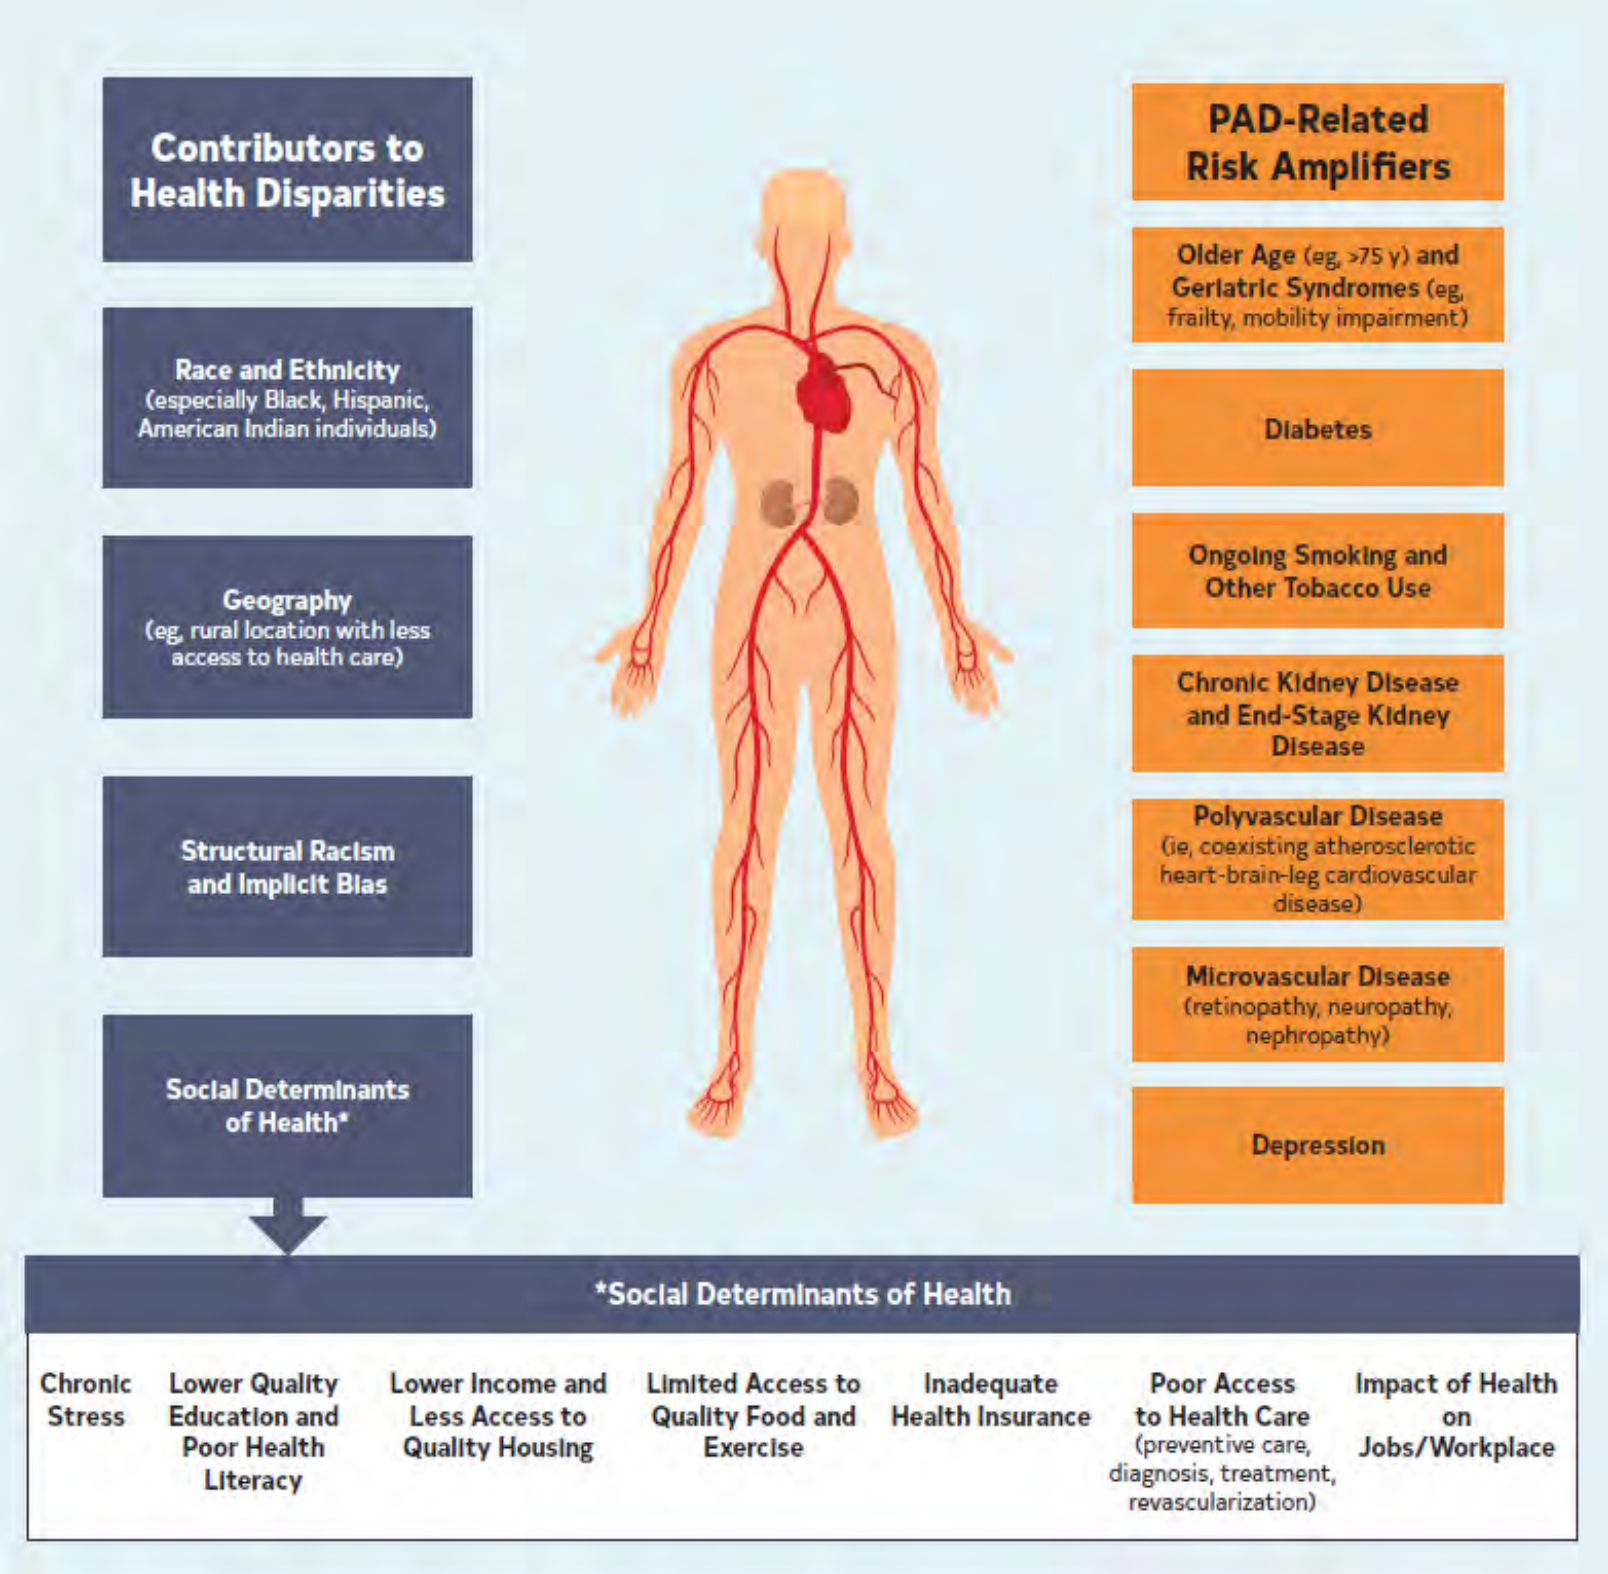 Contributors to
Health Disparities
Race and Ethnicity
(especially Black, Hispanic,
American Indian individuals)
Geography
(eg, rural location with less
access to health care)
Structural Racism
and Implicit Bias
Social Determinants
of Health*
PAD-Related
Risk Amplifiers
Older Age (eg, >75 y) and
Geriatric Syndromes (eg,
frailty, mobility impairment)
Diabetes
Ongoing Smoking and
Other Tobacco Use
Chronic Kidney Disease
and End-Stage Kidney
Disease
Polyvascular Disease
(ie, coexisting atherosclerotic
heart-brain-leg cardiovascular
disease)
Microvascular Disease
(retinopathy, neuropathy,
nephropathy)
Depression
*Social Determinants of Health
Chronic
Stress
Lower Quality
Education and
Poor Health
Literacy
Lower Income and
Less Access to
Quality Housing
Limited Access to
Quality Food and
Exercise
Inadequate
Health Insurance
Poor Access
to Health Care
(preventive care,
diagnosis, treatment,
revascularization)
Impact of Health
on
Jobs/Workplace